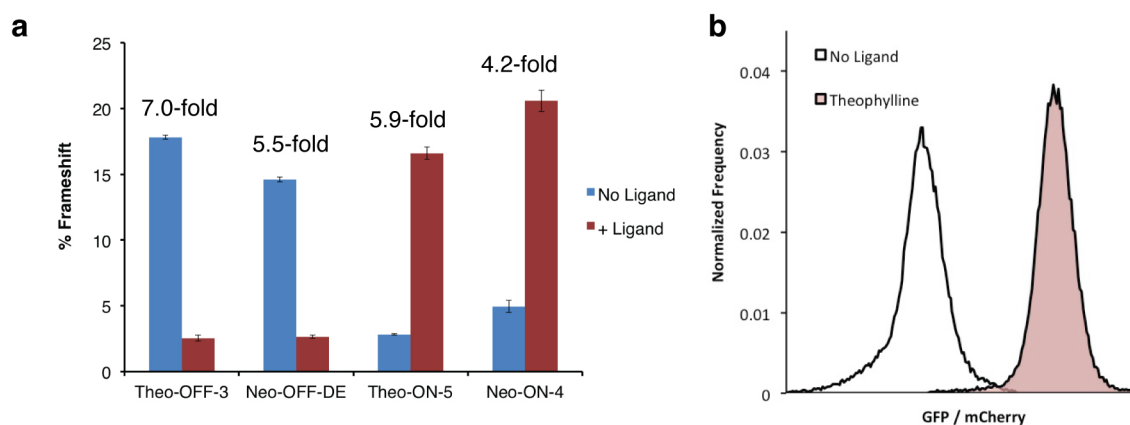 a
25
20
15
10
5
0
% Frameshift
7.0-fold
5.5-fold
5.9-fold
4.2-fold
No Ligand
+ Ligand
Theo-OFF-3 Neo-OFF-DE Theo-ON-5 Neo-ON-4
b
No Ligand
Theophylline
0.04
0.03
0.02
0.01
0
Normalized Frequency
GFP / mCherry